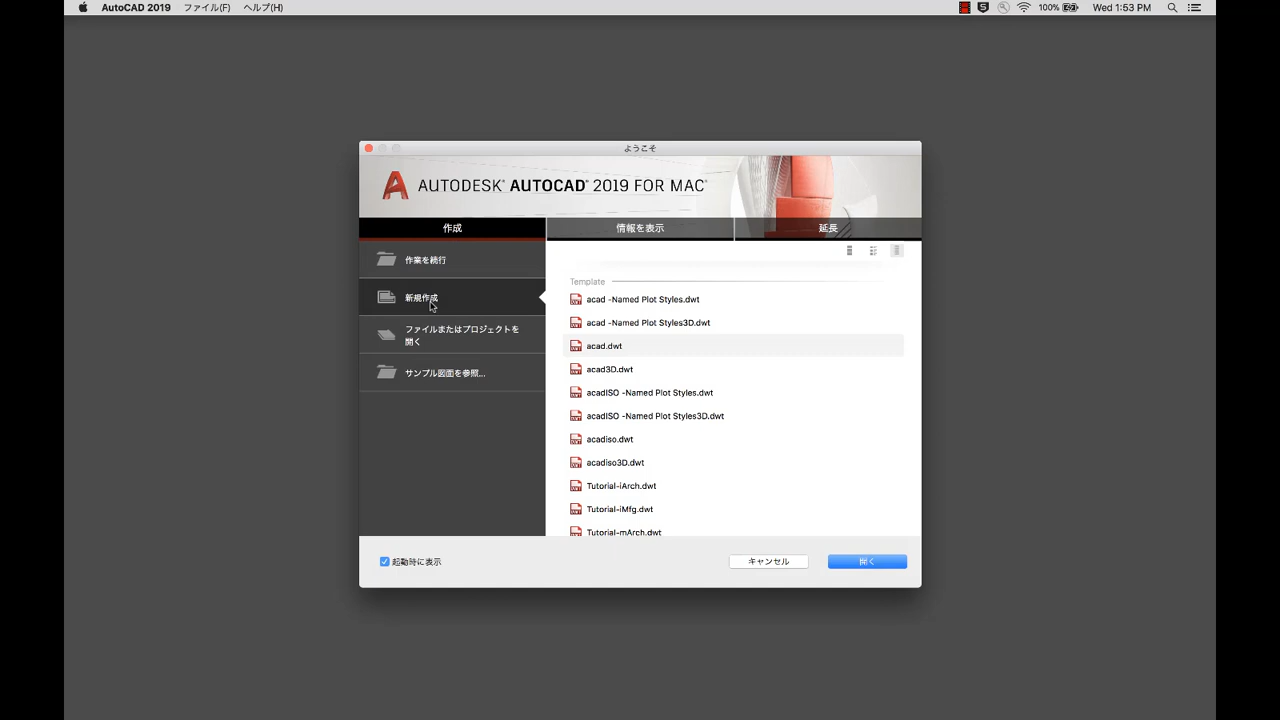 AutoCAD 2019 ファイル(F) ヘルプ(H) 100% Wed 1:53 PM
ようこそ
AUTODESK® AUTOCAD® 2019 FOR MAC®
作成 情報を表示 延長
作業を続行
新規作成
ファイルまたはプロジェクトを
開く
サンプル図面を参照...
Template
acad -Named Plot Styles.dwt
acad -Named Plot Styles3D.dwt
acad.dwt
acad3D.dwt
acadISO -Named Plot Styles.dwt
acadISO -Named Plot Styles3D.dwt
acadiso.dwt
acadiso3D.dwt
Tutorial-iArch.dwt
Tutorial-iMfg.dwt
Tutorial-mArch.dwt
起動時に表示 キャンセル 開く